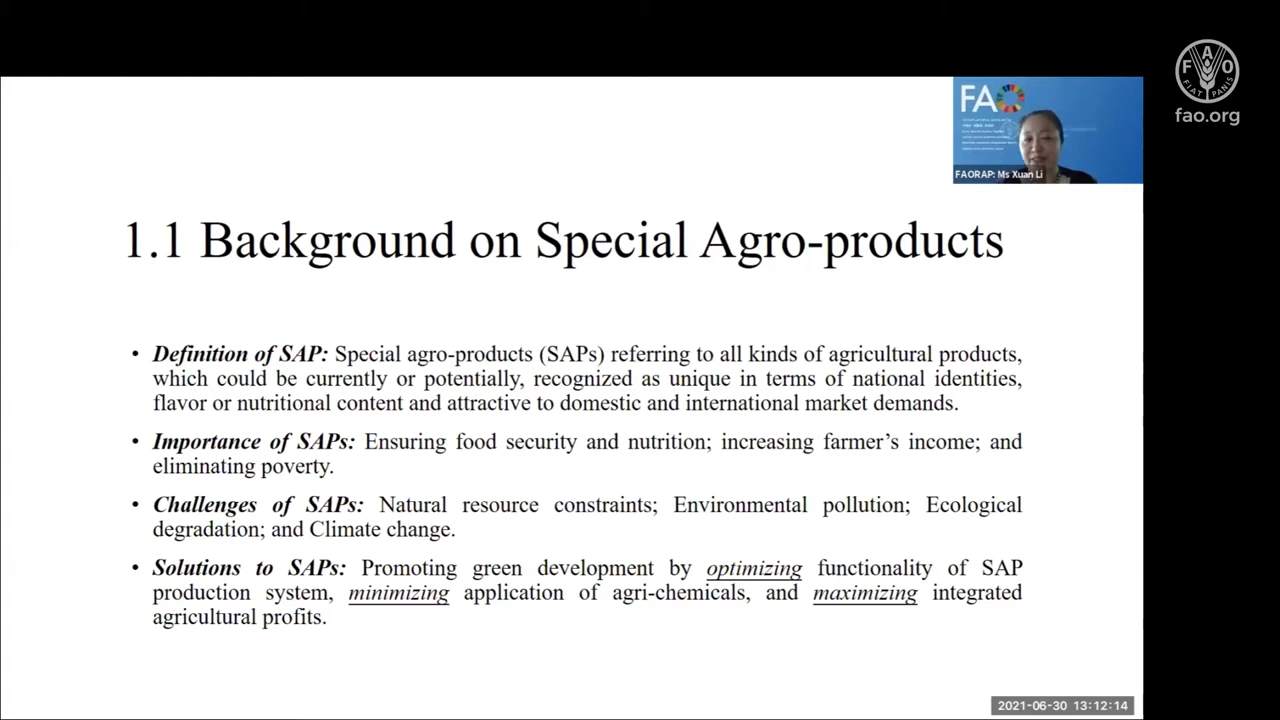 FAO
FIAT PANIS
fao.org
FAO
FAORAP: Ms Xuan Li
1.1 Background on Special Agro-products
• Definition of SAP: Special agro-products (SAPs) referring to all kinds of agricultural products,
which could be currently or potentially, recognized as unique in terms of national identities,
flavor or nutritional content and attractive to domestic and international market demands.
• Importance of SAPs: Ensuring food security and nutrition; increasing farmer’s income; and
eliminating poverty.
• Challenges of SAPs: Natural resource constraints; Environmental pollution; Ecological
degradation; and Climate change.
• Solutions to SAPs: Promoting green development by optimizing functionality of SAP
production system, minimizing application of agri-chemicals, and maximizing integrated
agricultural profits.
2021-06-30 13:12:14